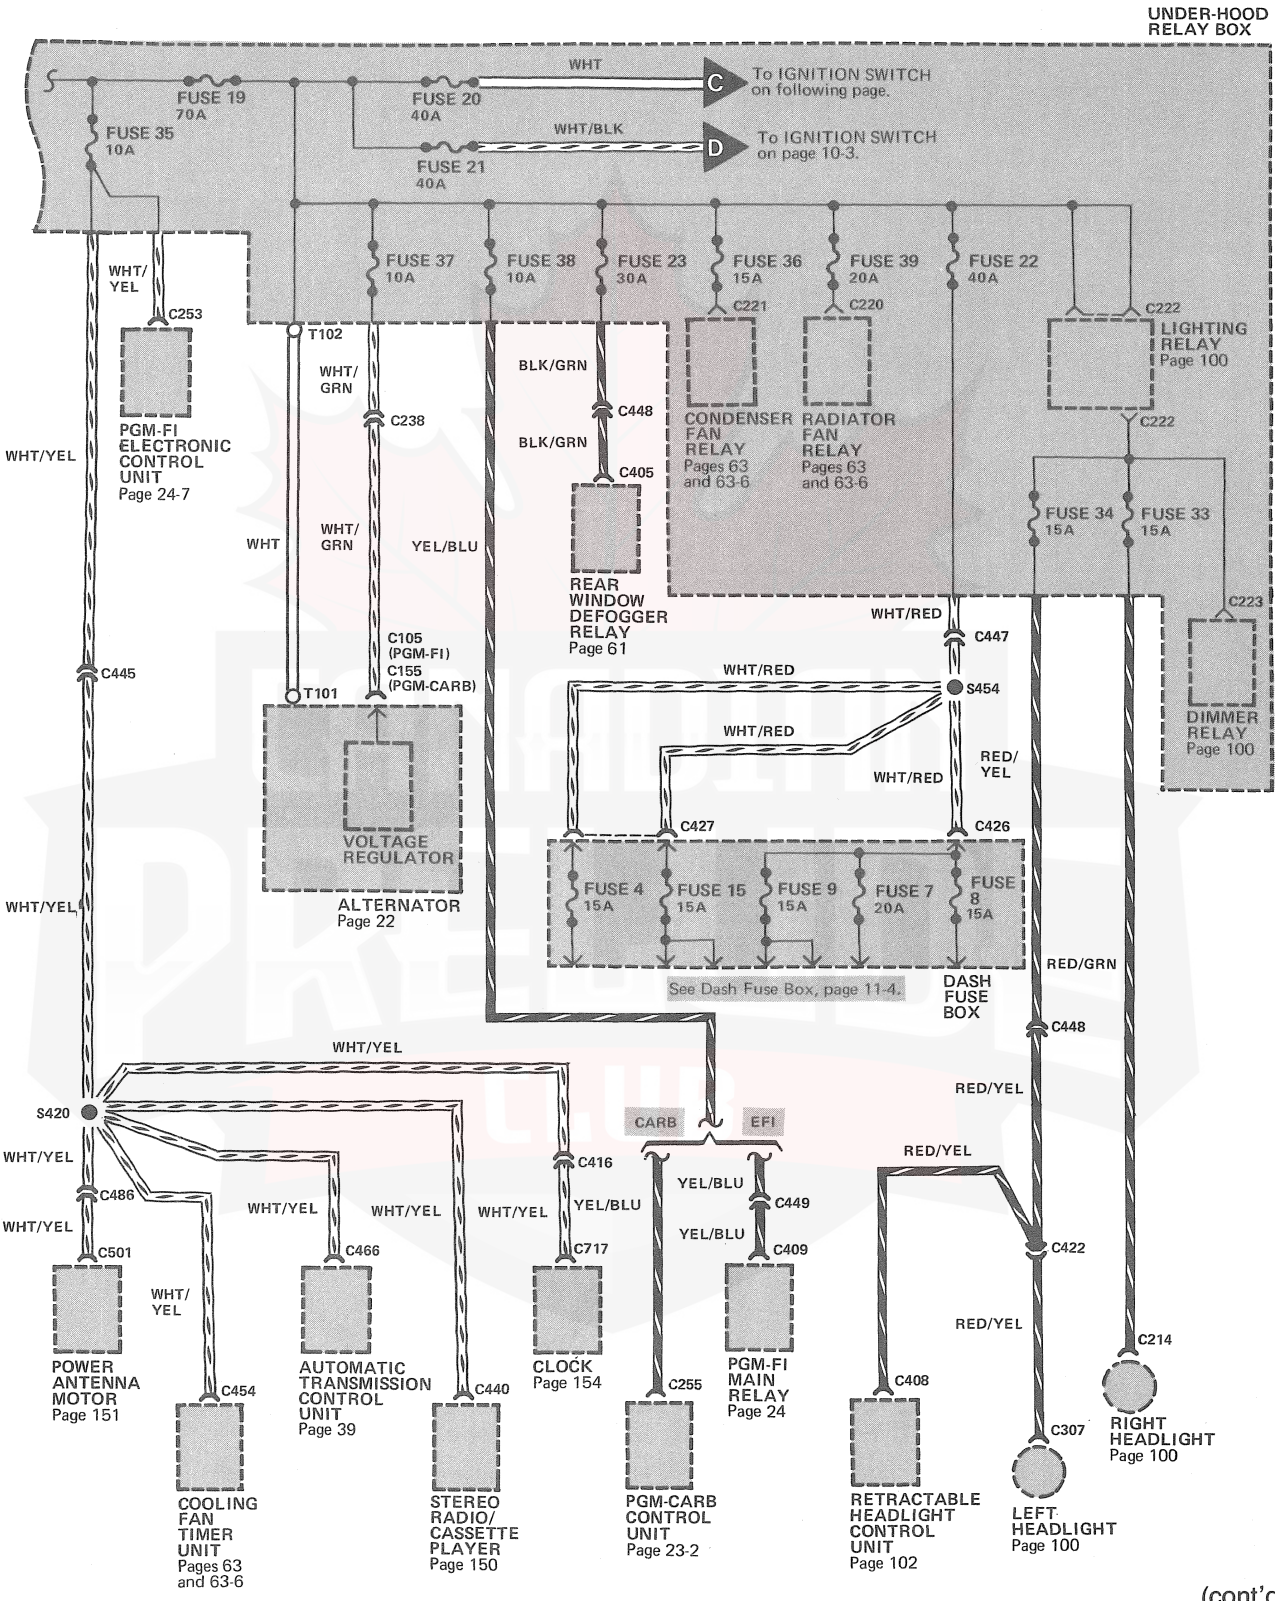 UNDER-HOOD
RELAY BOX
WHT
C
To IGNITION SWITCH
on following page.
FUSE 19
70A
FUSE 20
40A
FUSE 35
10A
WHT/BLK
D
To IGNITION SWITCH
on page 10-3.
FUSE 21
40A
FUSE 37
10A
FUSE 38
10A
FUSE 23
30A
FUSE 36
15A
FUSE 39
20A
FUSE 22
40A
WHT/
YEL
C253
C221
C220
C222
T102
LIGHTING
RELAY
Page 100
WHT/
GRN
BLK/GRN
C448
C238
CONDENSER
FAN
RELAY
Pages 63
and 63-6
RADIATOR
FAN
RELAY
Pages 63
and 63-6
C222
PGM-FI
ELECTRONIC
CONTROL
UNIT
Page 24-7
WHT/YEL
BLK/GRN
C405
FUSE 34
15A
FUSE 33
15A
WHT
WHT/
GRN
YEL/BLU
REAR
WINDOW
DEFOGGER
RELAY
Page 61
C223
WHT/RED
C447
C105
(PGM-FI)
C155
(PGM-CARB)
C445
T101
WHT/RED
S454
DIMMER
RELAY
Page 100
WHT/RED
WHT/RED
RED/
YEL
C427
C426
VOLTAGE
REGULATOR
ALTERNATOR
Page 22
FUSE 4
15A
FUSE 15
15A
FUSE 9
15A
FUSE 7
20A
FUSE
8
15A
WHT/YEL
RED/GRN
See Dash Fuse Box, page 11-4.
DASH
FUSE
BOX
C448
WHT/YEL
RED/YEL
S420
CARB
EFI
WHT/YEL
C416
RED/YEL
C486
YEL/BLU
C449
WHT/YEL
WHT/YEL
WHT/YEL
WHT/YEL
YEL/BLU
YEL/BLU
C501
C466
C717
C409
C422
WHT/
YEL
RED/YEL
C214
POWER
ANTENNA
MOTOR
Page 151
AUTOMATIC
TRANSMISSION
CONTROL
UNIT
Page 39
CLOCK
Page 154
PGM-FI
MAIN
RELAY
Page 24
C454
C440
C255
C408
C307
RIGHT
HEADLIGHT
Page 100
COOLING
FAN
TIMER
UNIT
Pages 63
and 63-6
STEREO
RADIO/
CASSETTE
PLAYER
Page 150
PGM-CARB
CONTROL
UNIT
Page 23-2
RETRACTABLE
HEADLIGHT
CONTROL
UNIT
Page 102
LEFT
HEADLIGHT
Page 100
(cont'd
CANADIAN
PRELUDE
CLUB